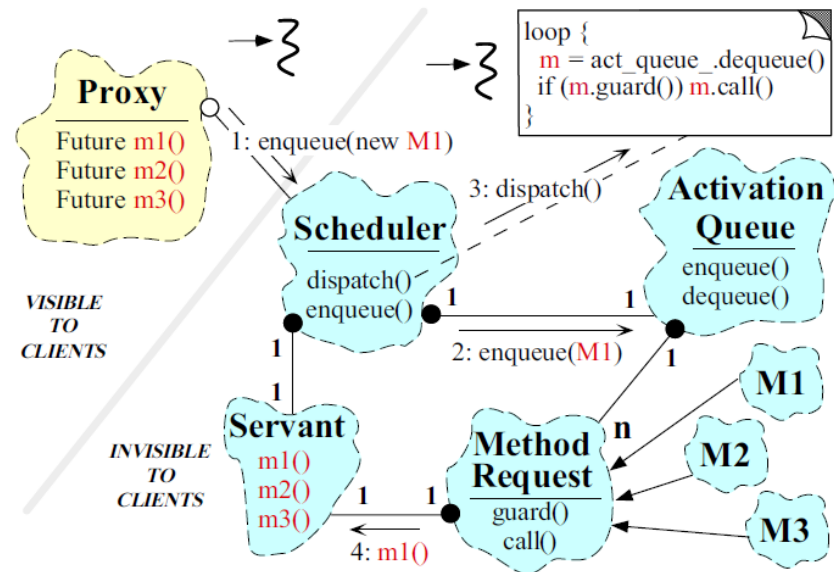 loop {
m = act_queue_.dequeue()
if (m.guard()) m.call()
}
Proxy
Future m1()
Future m2()
Future m3()
1: enqueue(new M1)
3: dispatch()
Scheduler
dispatch()
enqueue()
Activation
Queue
enqueue()
dequeue()
VISIBLE
TO
CLIENTS
1
1
2: enqueue(M1)
1
1
1
n
Servant
m1()
m2()
m3()
INVISIBLE
TO
CLIENTS
Method
Request
guard()
call()
1
1
4: m1()
M1
M2
M3